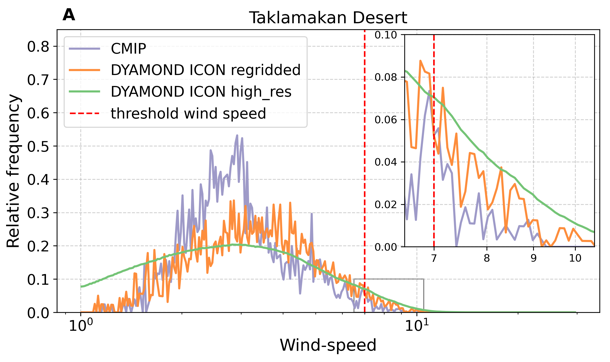 A
Taklamakan Desert
CMIP
DYAMOND ICON regridded
DYAMOND ICON high_res
threshold wind speed
Relative frequency
0.8
0.7
0.6
0.5
0.4
0.3
0.2
0.1
0.0
10⁰
10¹
Wind-speed
0.10
0.08
0.06
0.04
0.02
0.00
7
8
9
10